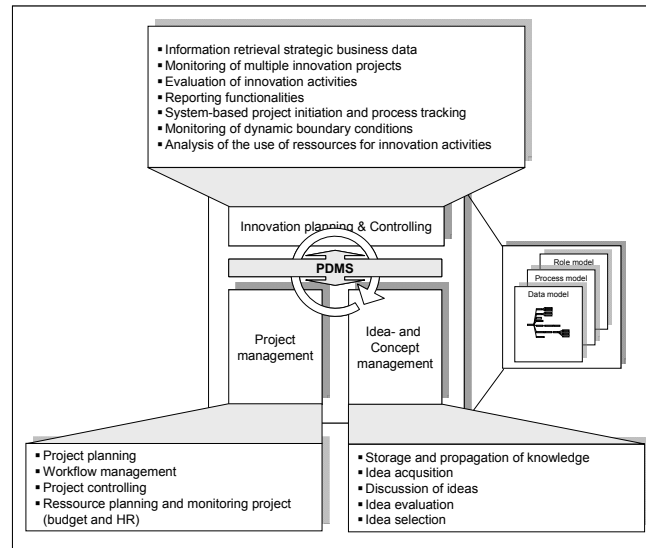 ▪ Information retrieval strategic business data
▪ Monitoring of multiple innovation projects
▪ Evaluation of innovation activities
▪ Reporting functionalities
▪ System-based project initiation and process tracking
▪ Monitoring of dynamic boundary conditions
▪ Analysis of the use of ressources for innovation activities
Innovation planning & Controlling
PDMS
Role model
Process model
Data model
Project
management
Idea- and
Concept
management
▪ Project planning
▪ Workflow management
▪ Project controlling
▪ Ressource planning and monitoring project
(budget and HR)
▪ Storage and propagation of knowledge
▪ Idea acqusition
▪ Discussion of ideas
▪ Idea evaluation
▪ Idea selection